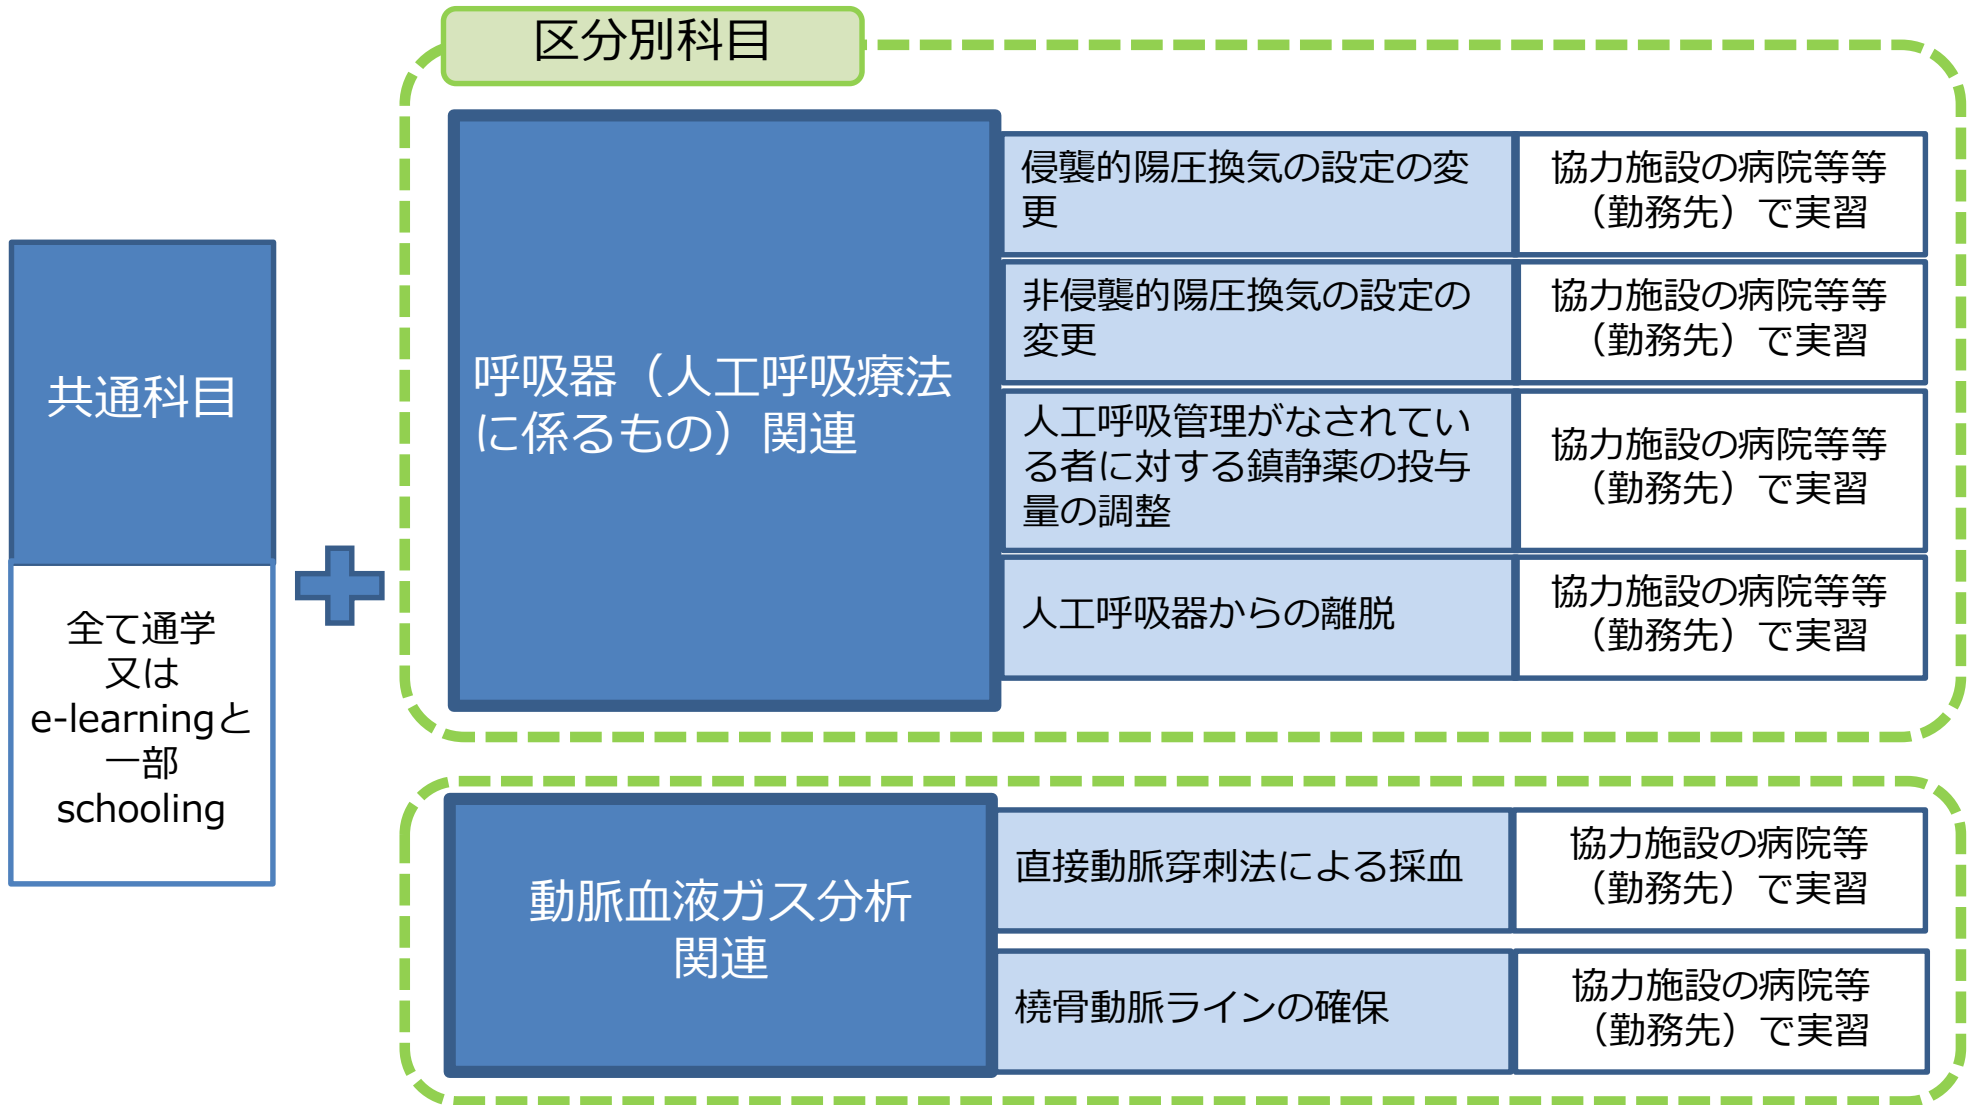 区分別科目
共通科目
全て通学
又は
e-learningと
一部
schooling
呼吸器（人工呼吸療法
に係るもの）関連
侵襲的陽圧換気の設定の変
更
協力施設の病院等等
（勤務先）で実習
非侵襲的陽圧換気の設定の
変更
協力施設の病院等等
（勤務先）で実習
人工呼吸管理がなされてい
る者に対する鎮静薬の投与
量の調整
協力施設の病院等等
（勤務先）で実習
人工呼吸器からの離脱
協力施設の病院等等
（勤務先）で実習
動脈血液ガス分析
関連
直接動脈穿刺法による採血
協力施設の病院等
（勤務先）で実習
橈骨動脈ラインの確保
協力施設の病院等
（勤務先）で実習